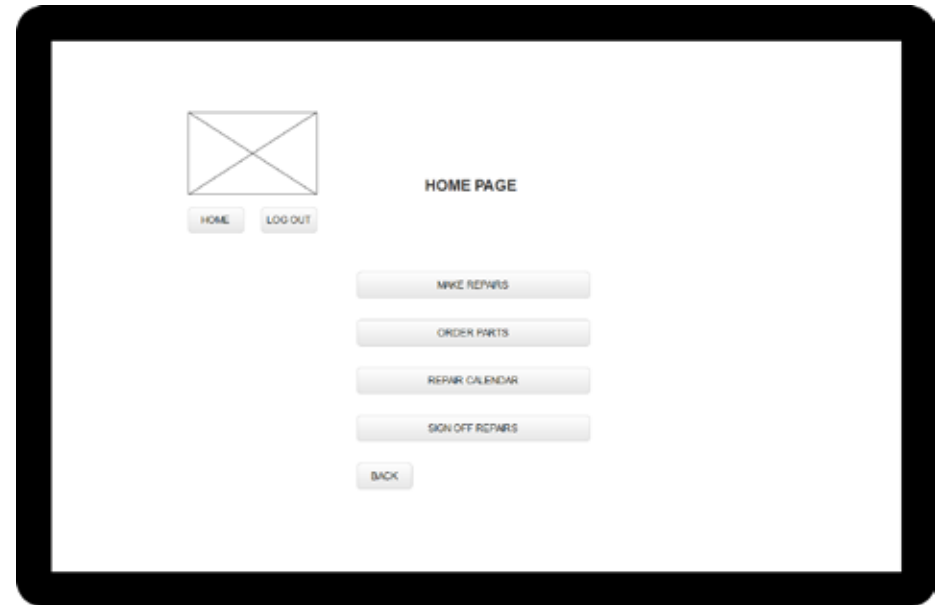 HOME PAGE
HOME LOG OUT
MAKE REPAIRS
ORDER PARTS
REPAIR CALENDAR
SIGN OFF REPAIRS
BACK